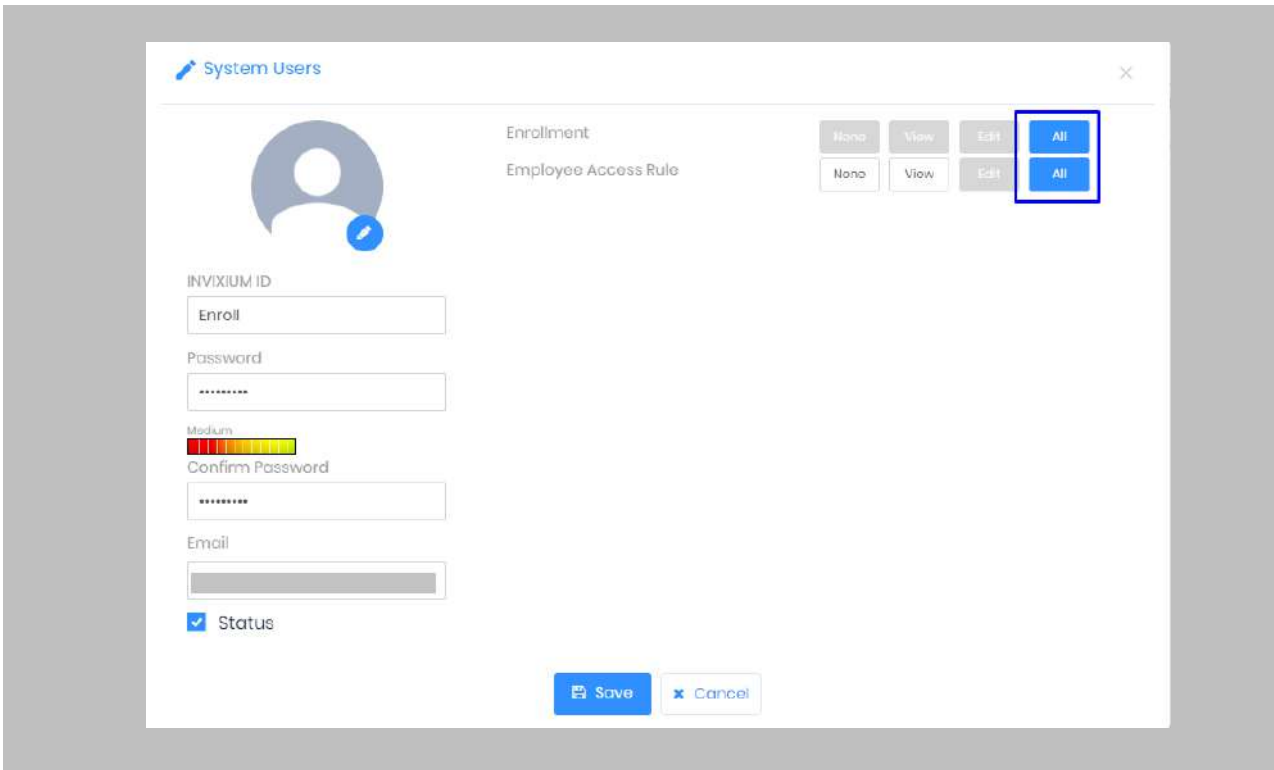 System Users
Enrollment None View Edit All
Employee Access Rule None View Edit All
INVIXIUM ID
Enroll
Password
•••••••••
Medium
Confirm Password
•••••••••
Email
Status
Save Cancel